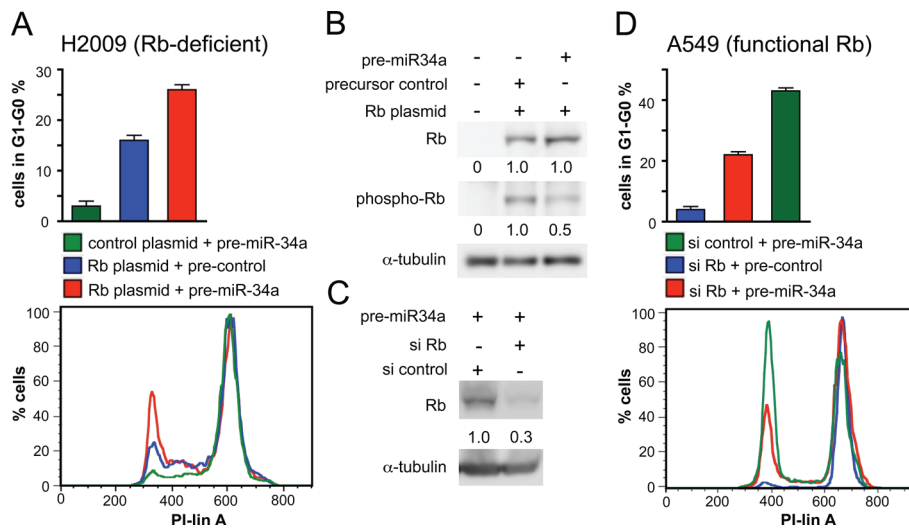 A
H2009 (Rb-deficient)
cells in G1-G0 %
30
20
10
0
control plasmid + pre-miR-34a
Rb plasmid + pre-control
Rb plasmid + pre-miR-34a
% cells
100
80
60
40
20
0
0 200 400 600 800
PI-lin A
B
pre-miR34a - - +
precursor control - + -
Rb plasmid - + +
Rb
0 1.0 1.0
phospho-Rb
0 1.0 0.5
α-tubulin
C
pre-miR34a + +
si Rb - +
si control + -
Rb
1.0 0.3
α-tubulin
D
A549 (functional Rb)
cells in G1-G0 %
40
20
0
si control + pre-miR-34a
si Rb + pre-control
si Rb + pre-miR-34a
% cells
100
80
60
40
20
0
0 200 400 600 800
PI-lin A